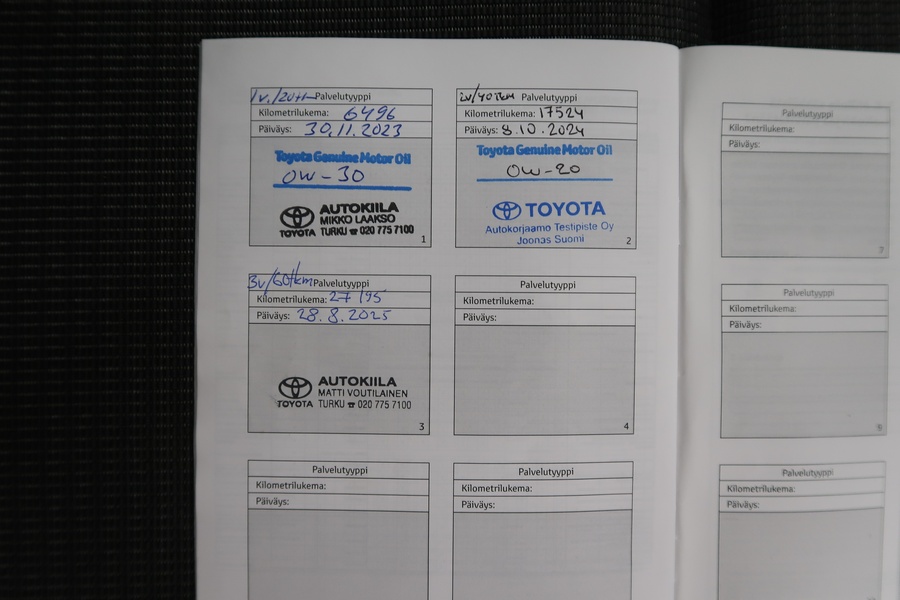 1v./20tkm Palvelutyyppi
Kilometrilukema: 6496
Päiväys: 30.11.2023
Toyota Genuine Motor Oil
0W-30
AUTOKIILA
MIKKO LAAKSO
TOYOTA TURKU ☎ 020 775 7100
1
2v/40tkm Palvelutyyppi
Kilometrilukema: 17524
Päiväys: 8.10.2024
Toyota Genuine Motor Oil
0W-20
TOYOTA
Autokorjaamo Testipiste Oy
Joonas Suomi
2
3v/60tkm Palvelutyyppi
Kilometrilukema: 27195
Päiväys: 28.8.2025
AUTOKIILA
MATTI VOUTILAINEN
TOYOTA TURKU ☎ 020 775 7100
3
Palvelutyyppi
Kilometrilukema:
Päiväys:
4
Palvelutyyppi
Kilometrilukema:
Päiväys:
Palvelutyyppi
Kilometrilukema:
Päiväys:
Palvelutyyppi
Kilometrilukema:
Päiväys:
7
Palvelutyyppi
Kilometrilukema:
Päiväys:
Palvelutyyppi
Kilometrilukema:
Päiväys: